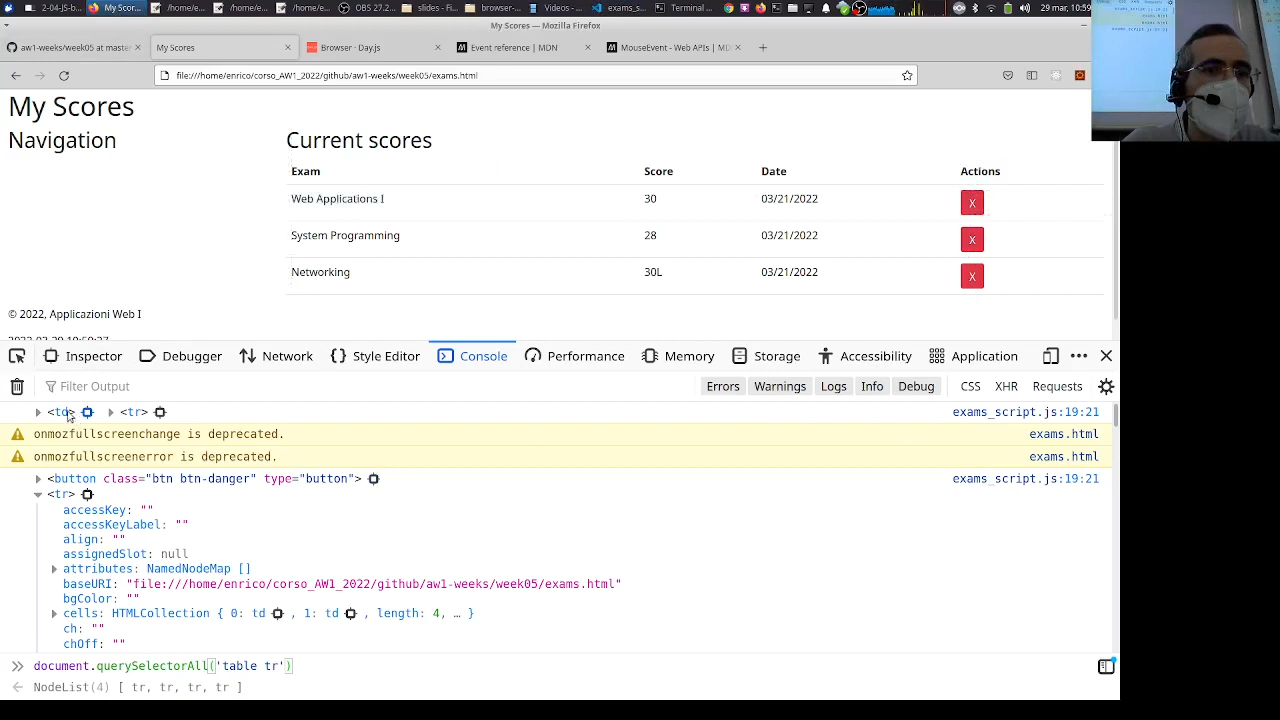 My Scores — Mozilla Firefox
aw1-weeks/week05 at master
My Scores
Browser · Day.js
Event reference | MDN
MouseEvent - Web APIs | MD
file:///home/enrico/corso_AW1_2022/github/aw1-weeks/week05/exams.html
My Scores
Navigation
Current scores
Exam Score Date Actions
Web Applications I 30 03/21/2022 X
System Programming 28 03/21/2022 X
Networking 30L 03/21/2022 X
© 2022, Applicazioni Web I
Inspector Debugger Network Style Editor Console Performance Memory Storage Accessibility Application
Filter Output Errors Warnings Logs Info Debug CSS XHR Requests
<td> <tr> exams_script.js:19:21
onmozfullscreenchange is deprecated. exams.html
onmozfullscreenerror is deprecated. exams.html
<button class="btn btn-danger" type="button"> exams_script.js:19:21
<tr>
accessKey: ""
accessKeyLabel: ""
align: ""
assignedSlot: null
attributes: NamedNodeMap []
baseURI: "file:///home/enrico/corso_AW1_2022/github/aw1-weeks/week05/exams.html"
bgColor: ""
cells: HTMLCollection { 0: td , 1: td , length: 4, … }
ch: ""
chOff: ""
document.querySelectorAll('table tr')
NodeList(4) [ tr, tr, tr, tr ]